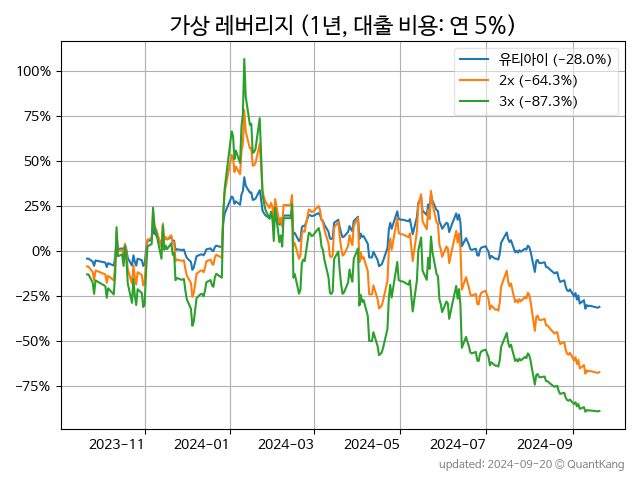 가상 레버리지 (1년, 대출 비용: 연 5%)
유티아이 (-28.0%)
2x (-64.3%)
3x (-87.3%)
100%
75%
50%
25%
0%
-25%
-50%
-75%
2023-11
2024-01
2024-03
2024-05
2024-07
2024-09
updated: 2024-09-20 © QuantKang